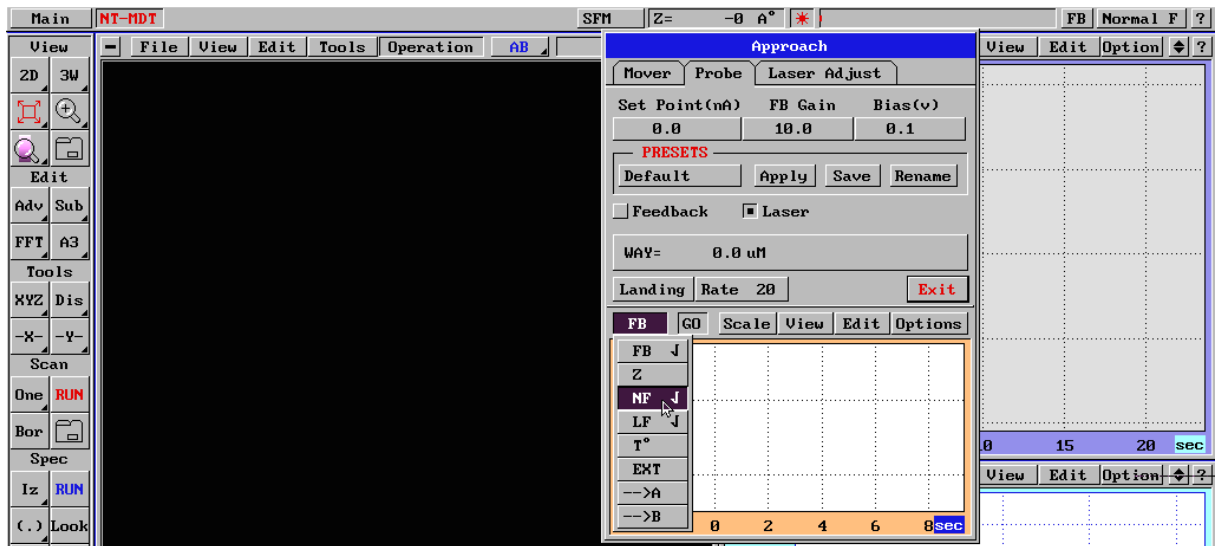 Main NT-MDT SFM Z= -0 A° FB Normal F ?
View
- File View Edit Tools Operation AB
Approach
View Edit Option ?
2D 3W
Mover Probe Laser Adjust
Set Point(nA) FB Gain Bias(v)
0.0 10.0 0.1
PRESETS
Default Apply Save Rename
Edit
Adv Sub
Feedback Laser
FFT A3
WAY= 0.0 uM
Tools
Landing Rate 20 Exit
XYZ Dis
FB GO Scale View Edit Options
-X- -Y-
FB
Z
Scan
One RUN
NF
LF
Bor
T°
10 15 20 sec
Spec
EXT
View Edit Option ?
Iz RUN
-->A
-->B
0 2 4 6 8 sec
(.) Look